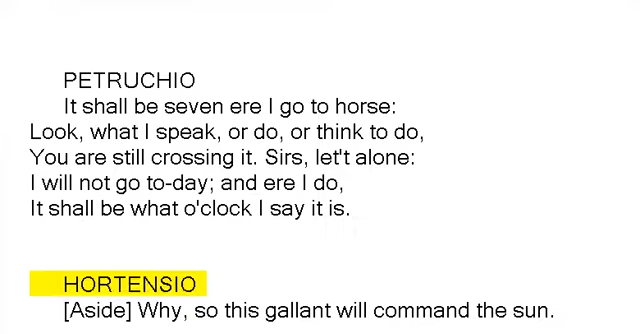 PETRUCHIO
It shall be seven ere I go to horse:
Look, what I speak, or do, or think to do,
You are still crossing it. Sirs, let't alone:
I will not go to-day; and ere I do,
It shall be what o'clock I say it is.
HORTENSIO
[Aside] Why, so this gallant will command the sun.